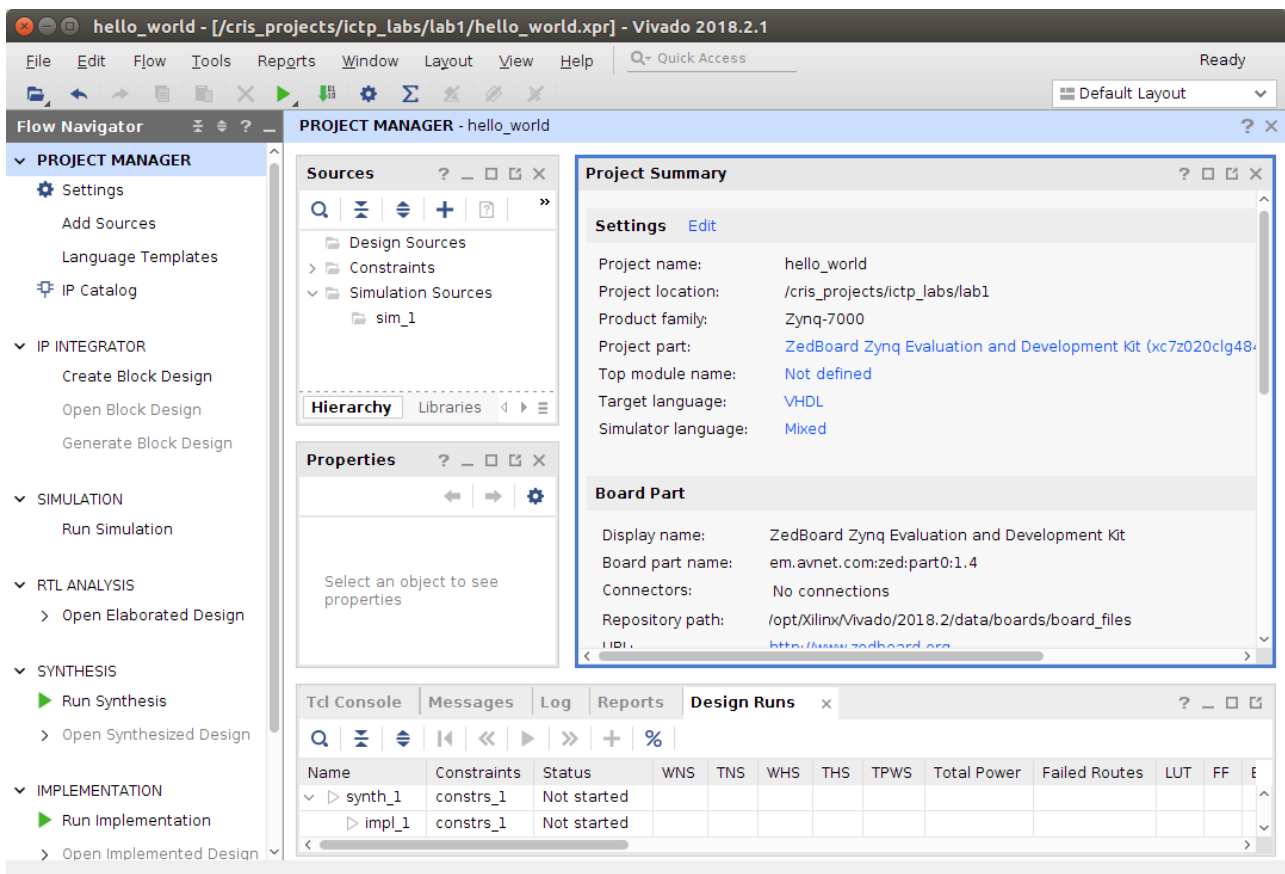 hello_world - [/cris_projects/ictp_labs/lab1/hello_world.xpr] - Vivado 2018.2.1
File Edit Flow Tools Reports Window Layout View Help Quick Access Ready
Default Layout
Flow Navigator
PROJECT MANAGER
Settings
Add Sources
Language Templates
IP Catalog
IP INTEGRATOR
Create Block Design
Open Block Design
Generate Block Design
SIMULATION
Run Simulation
RTL ANALYSIS
Open Elaborated Design
SYNTHESIS
Run Synthesis
Open Synthesized Design
IMPLEMENTATION
Run Implementation
Open Implemented Design
PROJECT MANAGER - hello_world
Sources
Design Sources
Constraints
Simulation Sources
sim_1
Hierarchy Libraries
Properties
Select an object to see
properties
Project Summary
Settings Edit
Project name: hello_world
Project location: /cris_projects/ictp_labs/lab1
Product family: Zynq-7000
Project part: ZedBoard Zynq Evaluation and Development Kit (xc7z020clg484
Top module name: Not defined
Target language: VHDL
Simulator language: Mixed
Board Part
Display name: ZedBoard Zynq Evaluation and Development Kit
Board part name: em.avnet.com:zed:part0:1.4
Connectors: No connections
Repository path: /opt/Xilinx/Vivado/2018.2/data/boards/board_files
URL: http://www.zedboard.org
Tcl Console Messages Log Reports Design Runs
Name Constraints Status WNS TNS WHS THS TPWS Total Power Failed Routes LUT FF
synth_1 constrs_1 Not started
impl_1 constrs_1 Not started